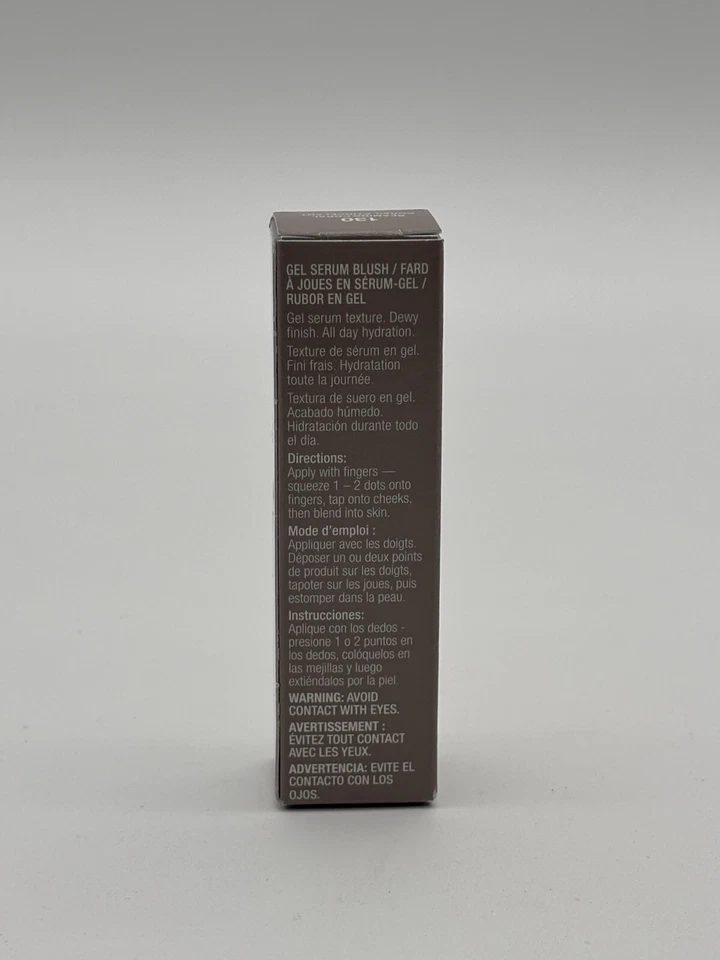 130
GEL SERUM BLUSH / FARD
À JOUES EN SÉRUM-GEL /
RUBOR EN GEL
Gel serum texture. Dewy
finish. All day hydration.
Texture de sérum en gel.
Fini frais. Hydratation
toute la journée.
Textura de suero en gel.
Acabado húmedo.
Hidratación durante todo
el día.
Directions:
Apply with fingers —
squeeze 1 – 2 dots onto
fingers, tap onto cheeks,
then blend into skin.
Mode d'emploi :
Appliquer avec les doigts.
Déposer un ou deux points
de produit sur les doigts,
tapoter sur les joues, puis
estomper dans la peau.
Instrucciones:
Aplique con los dedos -
presione 1 o 2 puntos en
los dedos, colóquelos en
las mejillas y luego
extiéndalos por la piel.
WARNING: AVOID
CONTACT WITH EYES.
AVERTISSEMENT :
ÉVITEZ TOUT CONTACT
AVEC LES YEUX.
ADVERTENCIA: EVITE EL
CONTACTO CON LOS
OJOS.